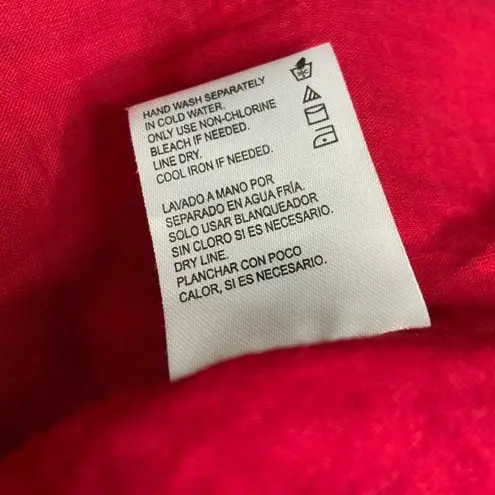 HAND WASH SEPARATELY
IN COLD WATER.
ONLY USE NON-CHLORINE
BLEACH IF NEEDED.
LINE DRY.
COOL IRON IF NEEDED.
LAVADO A MANO POR
SEPARADO EN AGUA FRÍA.
SOLO USAR BLANQUEADOR
SIN CLORO SI ES NECESARIO.
DRY LINE.
PLANCHAR CON POCO
CALOR, SI ES NECESARIO.